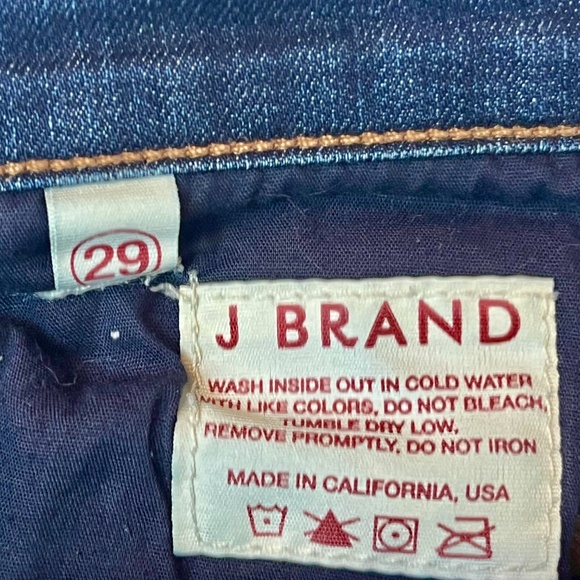 29
J BRAND
WASH INSIDE OUT IN COLD WATER
WITH LIKE COLORS, DO NOT BLEACH,
TUMBLE DRY LOW,
REMOVE PROMPTLY, DO NOT IRON
MADE IN CALIFORNIA, USA